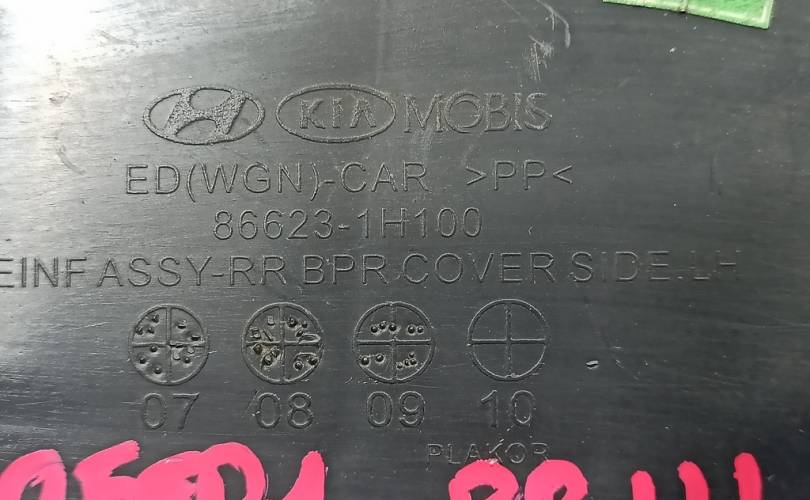 KIA MOBIS
ED(WGN)-CAR >PP<
86623-1H100
EINF ASSY-RR BPR COVER SIDE.LH
07 08 09 10
PLAKOR